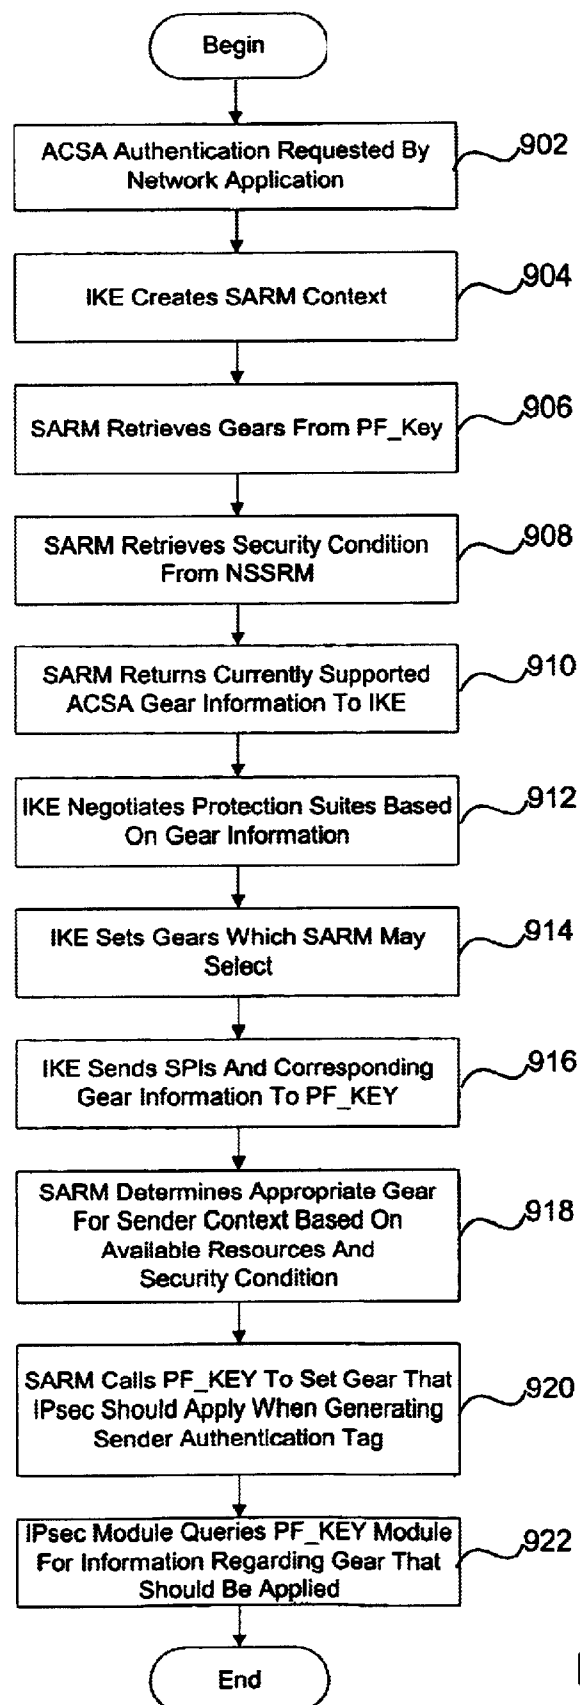 Begin
ACSA Authentication Requested By
Network Application
902
IKE Creates SARM Context
904
SARM Retrieves Gears From PF_Key
906
SARM Retrieves Security Condition
From NSSRM
908
SARM Returns Currently Supported
ACSA Gear Information To IKE
910
IKE Negotiates Protection Suites Based
On Gear Information
912
IKE Sets Gears Which SARM May
Select
914
IKE Sends SPIs And Corresponding
Gear Information To PF_KEY
916
SARM Determines Appropriate Gear
For Sender Context Based On
Available Resources And
Security Condition
918
SARM Calls PF_KEY To Set Gear That
IPsec Should Apply When Generating
Sender Authentication Tag
920
IPsec Module Queries PF_KEY Module
For Information Regarding Gear That
Should Be Applied
922
End